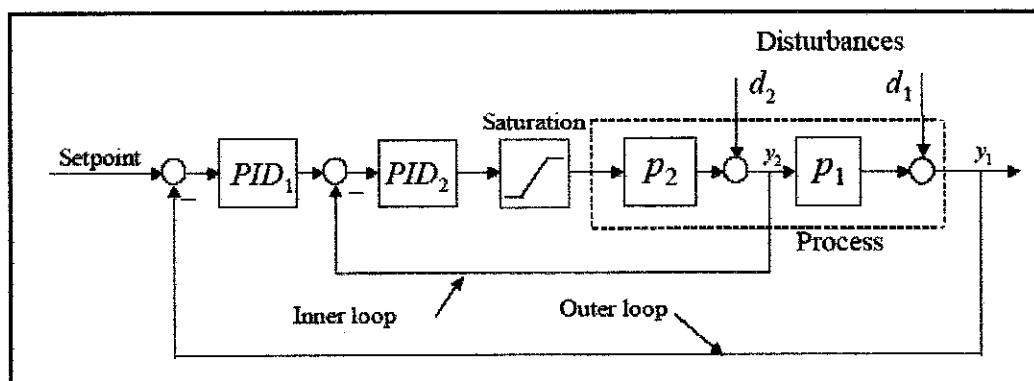 Disturbances
d₂
d₁
Saturation
Setpoint
PID₁
PID₂
p₂
y₂
p₁
y₁
–
–
Process
Inner loop
Outer loop